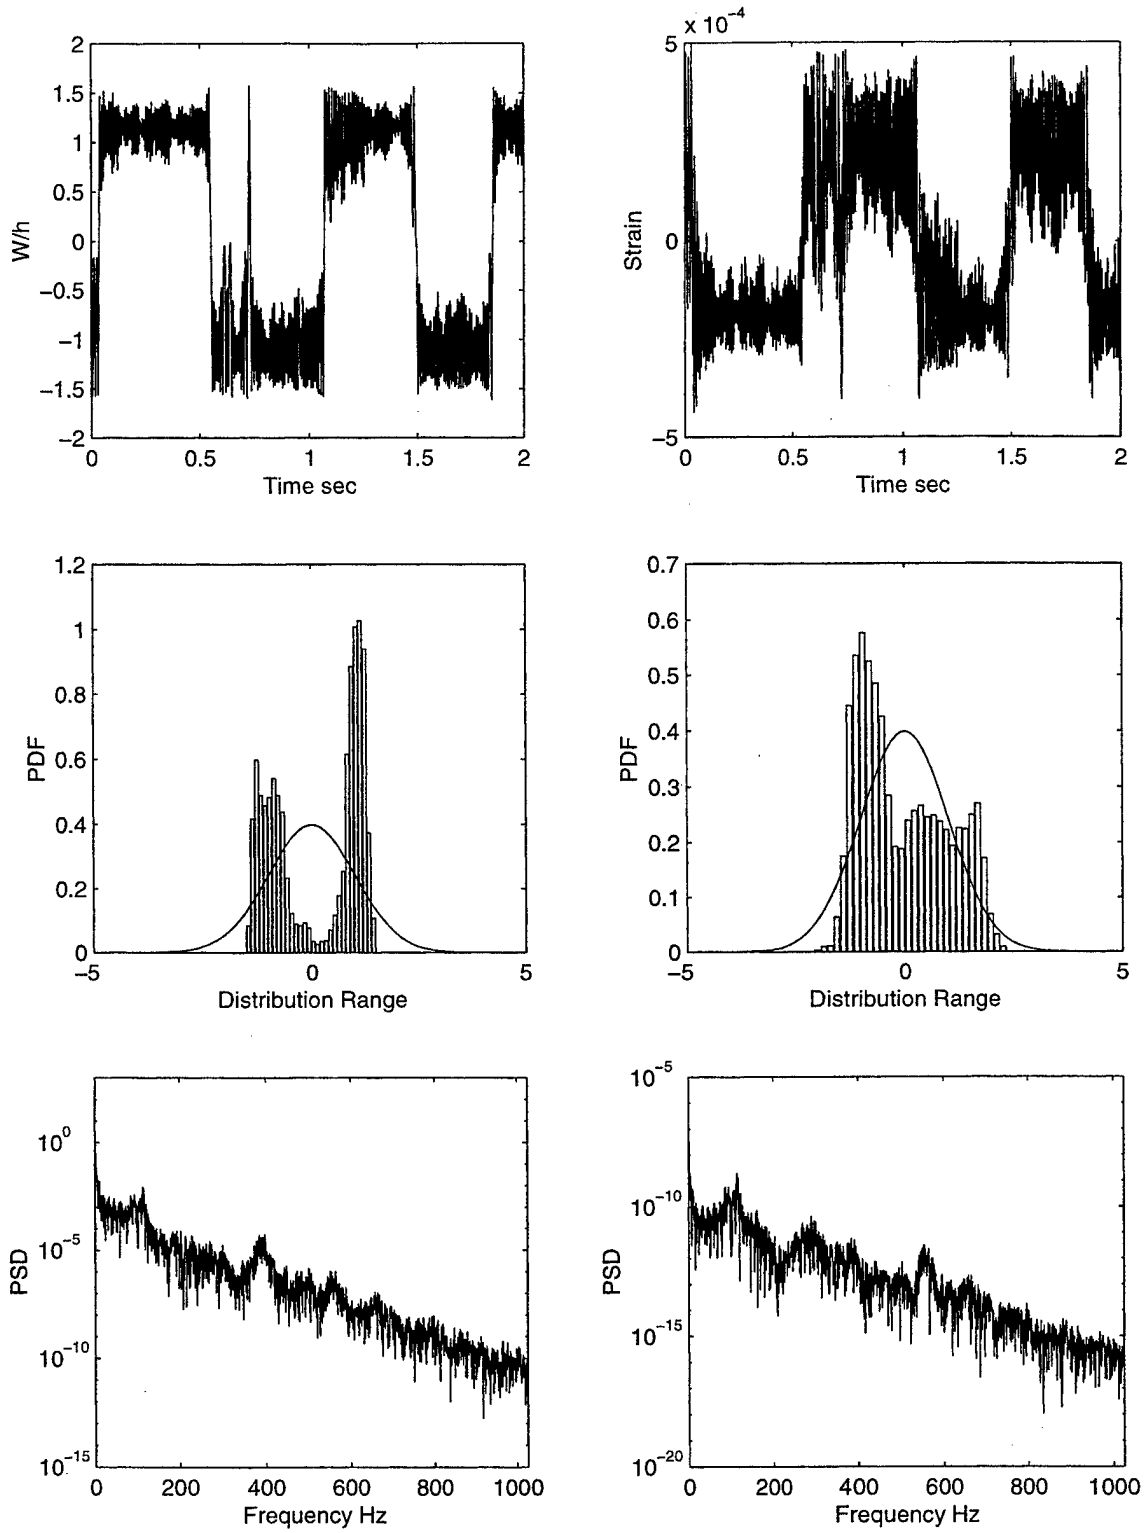 2
1.5
1
0.5
0
−0.5
−1
−1.5
−2
W/h
0 0.5 1 1.5 2
Time sec
x 10−4
5
0
−5
Strain
0 0.5 1 1.5 2
Time sec
1.2
1
0.8
0.6
0.4
0.2
0
PDF
−5 0 5
Distribution Range
0.7
0.6
0.5
0.4
0.3
0.2
0.1
0
PDF
−5 0 5
Distribution Range
100
10−5
10−10
10−15
PSD
0 200 400 600 800 1000
Frequency Hz
10−5
10−10
10−15
10−20
PSD
0 200 400 600 800 1000
Frequency Hz